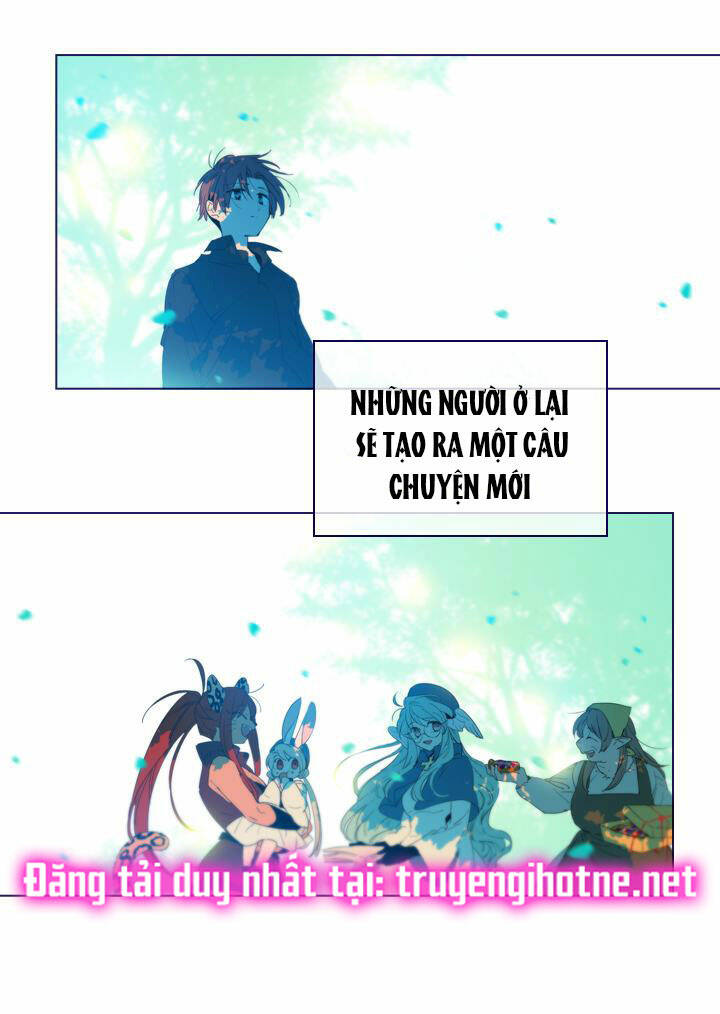 NHỮNG NGƯỜI Ở LẠI
SẼ TẠO RA MỘT CÂU
CHUYỆN MỚI
Đăng tải duy nhất tại: truyengihotne.net